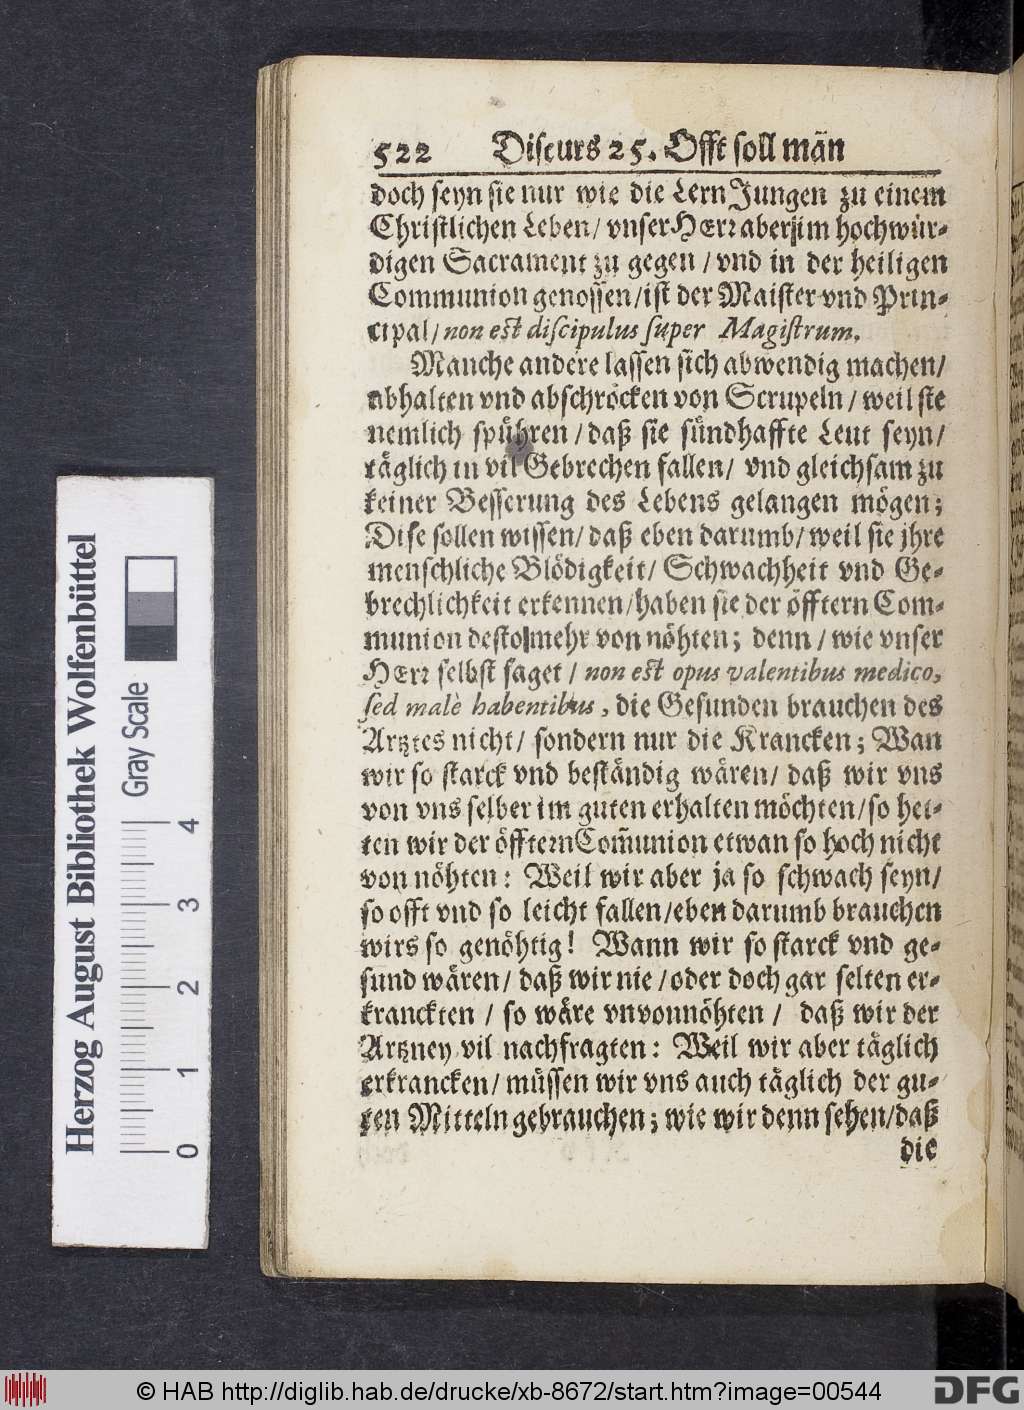 522 Discurs 25. Offt soll män
doch seyn sie nur wie die Lern Jungen zu einem
Christlichen Leben / vnser HErr aber im hochwür-
digen Sacrament zu gegen / vnd in der heiligen
Communion genossen / ist der Maister vnd Prin-
cipal / non est discipulus super Magistrum.
Manche andere lassen sich abwendig machen /
abhalten vnd abschröcken von Scrupeln / weil sie
nemlich spühren / daß sie sündhaffte Leut seyn /
täglich in vil Gebrechen fallen / vnd gleichsam zu
keiner Besserung des Lebens gelangen mögen;
Dise sollen wissen / daß eben darumb / weil sie jhre
menschliche Blödigkeit / Schwachheit vnd Ge-
brechlichkeit erkennen / haben sie der öfftern Com-
munion desto mehr von nöhten; denn / wie vnser
HErr selbst saget / non est opus valentibus medico,
sed malè habentibus, die Gesunden brauchen des
Artztes nicht / sondern nur die Krancken; Wan
wir so starck vnd beständig wären / daß wir vns
von vns selber im guten erhalten möchten / so het-
ten wir der öfftern Com̃union etwan so hoch nicht
von nöhten: Weil wir aber ja so schwach seyn /
so offt vnd so leicht fallen / eben darumb brauchen
wirs so genöhtig! Wann wir so starck vnd ge-
sund wären / daß wir nie / oder doch gar selten er-
kranckten / so wäre vnvonnöhten / daß wir der
Artzney vil nachfragten: Weil wir aber täglich
erkrancken / müssen wir vns auch täglich der gu-
ten Mitteln gebrauchen; wie wir denn sehen / daß
die
Herzog August Bibliothek Wolfenbüttel
Gray Scale
0 1 2 3 4
© HAB http://diglib.hab.de/drucke/xb-8672/start.htm?image=00544
DFG